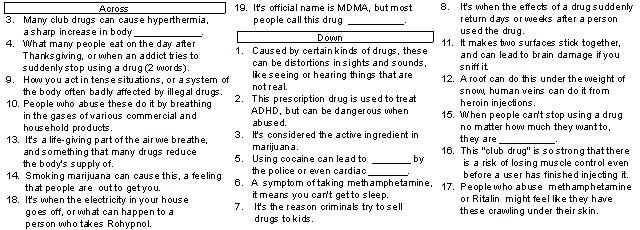 Across
3. Many club drugs can cause hyperthermia,
a sharp increase in body ____________.
4. What many people eat on the day after
Thanksgiving, or when an addict tries to
suddenly stop using a drug (2 words).
9. How you act in tense situations, or a system of
the body often badly affected by illegal drugs.
10. People who abuse these do it by breathing
in the gases of various commercial and
household products.
13. It's a life-giving part of the air we breathe,
and something that many drugs reduce
the body's supply of.
14. Smoking marijuana can cause this, a feeling
that people are out to get you.
18. It's when the electricity in your house
goes off, or what can happen to a
person who takes Rohypnol.
19. It's official name is MDMA, but most
people call this drug __________.
Down
1. Caused by certain kinds of drugs, these
can be distortions in sights and sounds,
like seeing or hearing things that are
not real.
2. This prescription drug is used to treat
ADHD, but can be dangerous when
abused.
3. It's considered the active ingredient in
marijuana.
5. Using cocaine can lead to _______ by
the police or even cardiac _______.
6. A symptom of taking methamphetamine,
it means you can't get to sleep.
7. It's the reason criminals try to sell
drugs to kids.
8. It's when the effects of a drug suddenly
return days or weeks after a person
used the drug.
11. It makes two surfaces stick together,
and can lead to brain damage if you
sniff it.
12. A roof can do this under the weight of
snow, human veins can do it from
heroin injections.
15. When people can't stop using a drug
no matter how much they want to,
they are __________.
16. This "club drug" is so strong that there
is a risk of losing muscle control even
before a user has finished injecting it.
17. People who abuse methamphetamine
or Ritalin might feel like they have
these crawling under their skin.